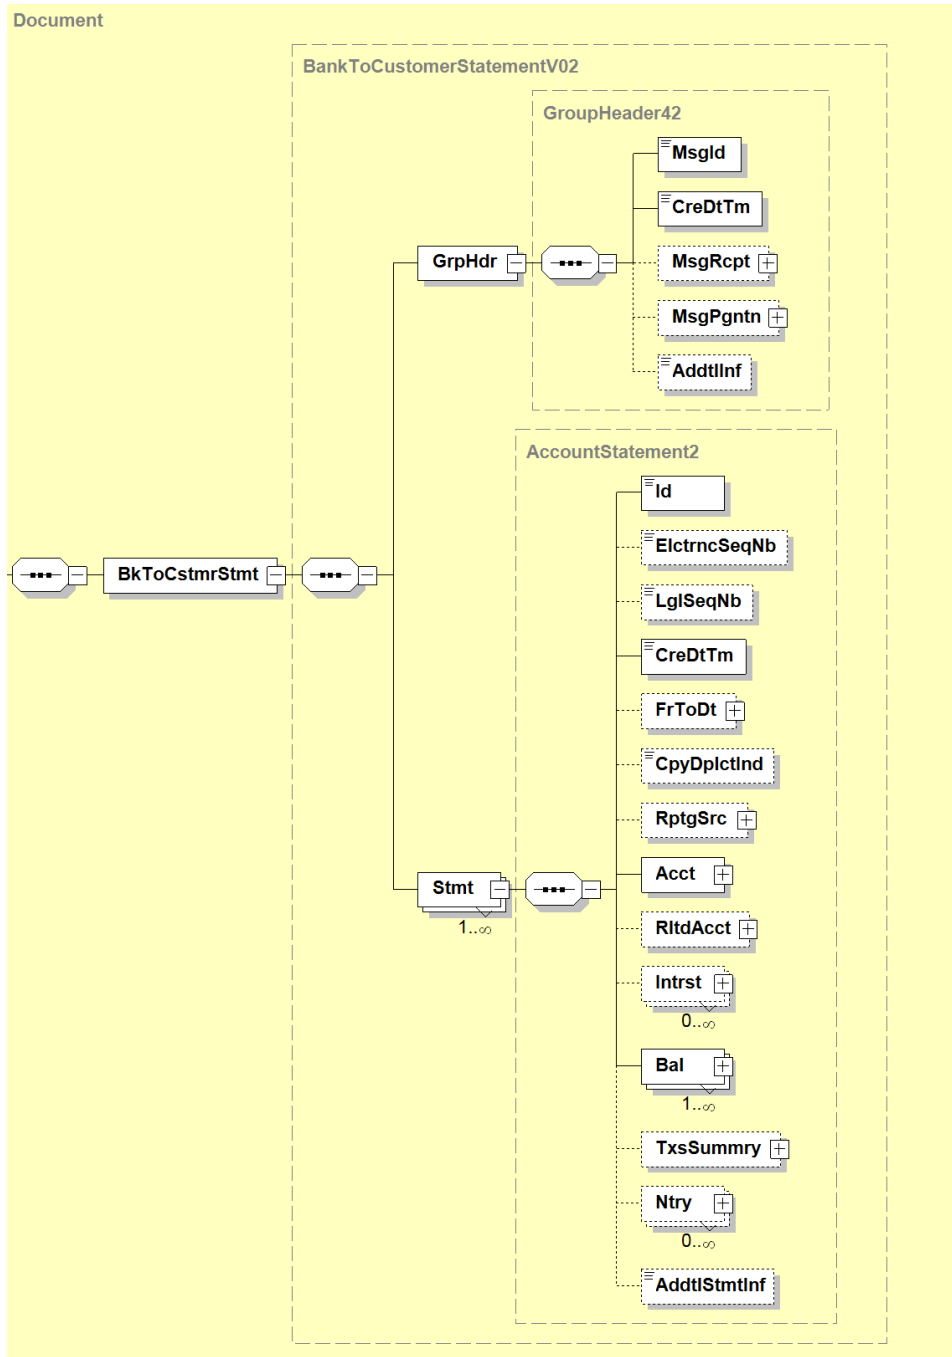 Document
BankToCustomerStatementV02
GroupHeader42
MsgId
CreDtTm
GrpHdr
MsgRcpt
MsgPgntn
AddtlInf
AccountStatement2
Id
ElctrncSeqNb
BkToCstmrStmt
LglSeqNb
CreDtTm
FrToDt
CpyDplctInd
RptgSrc
Stmt
1..∞
Acct
RltdAcct
Intrst
0..∞
Bal
1..∞
TxsSummry
Ntry
0..∞
AddtlStmtInf